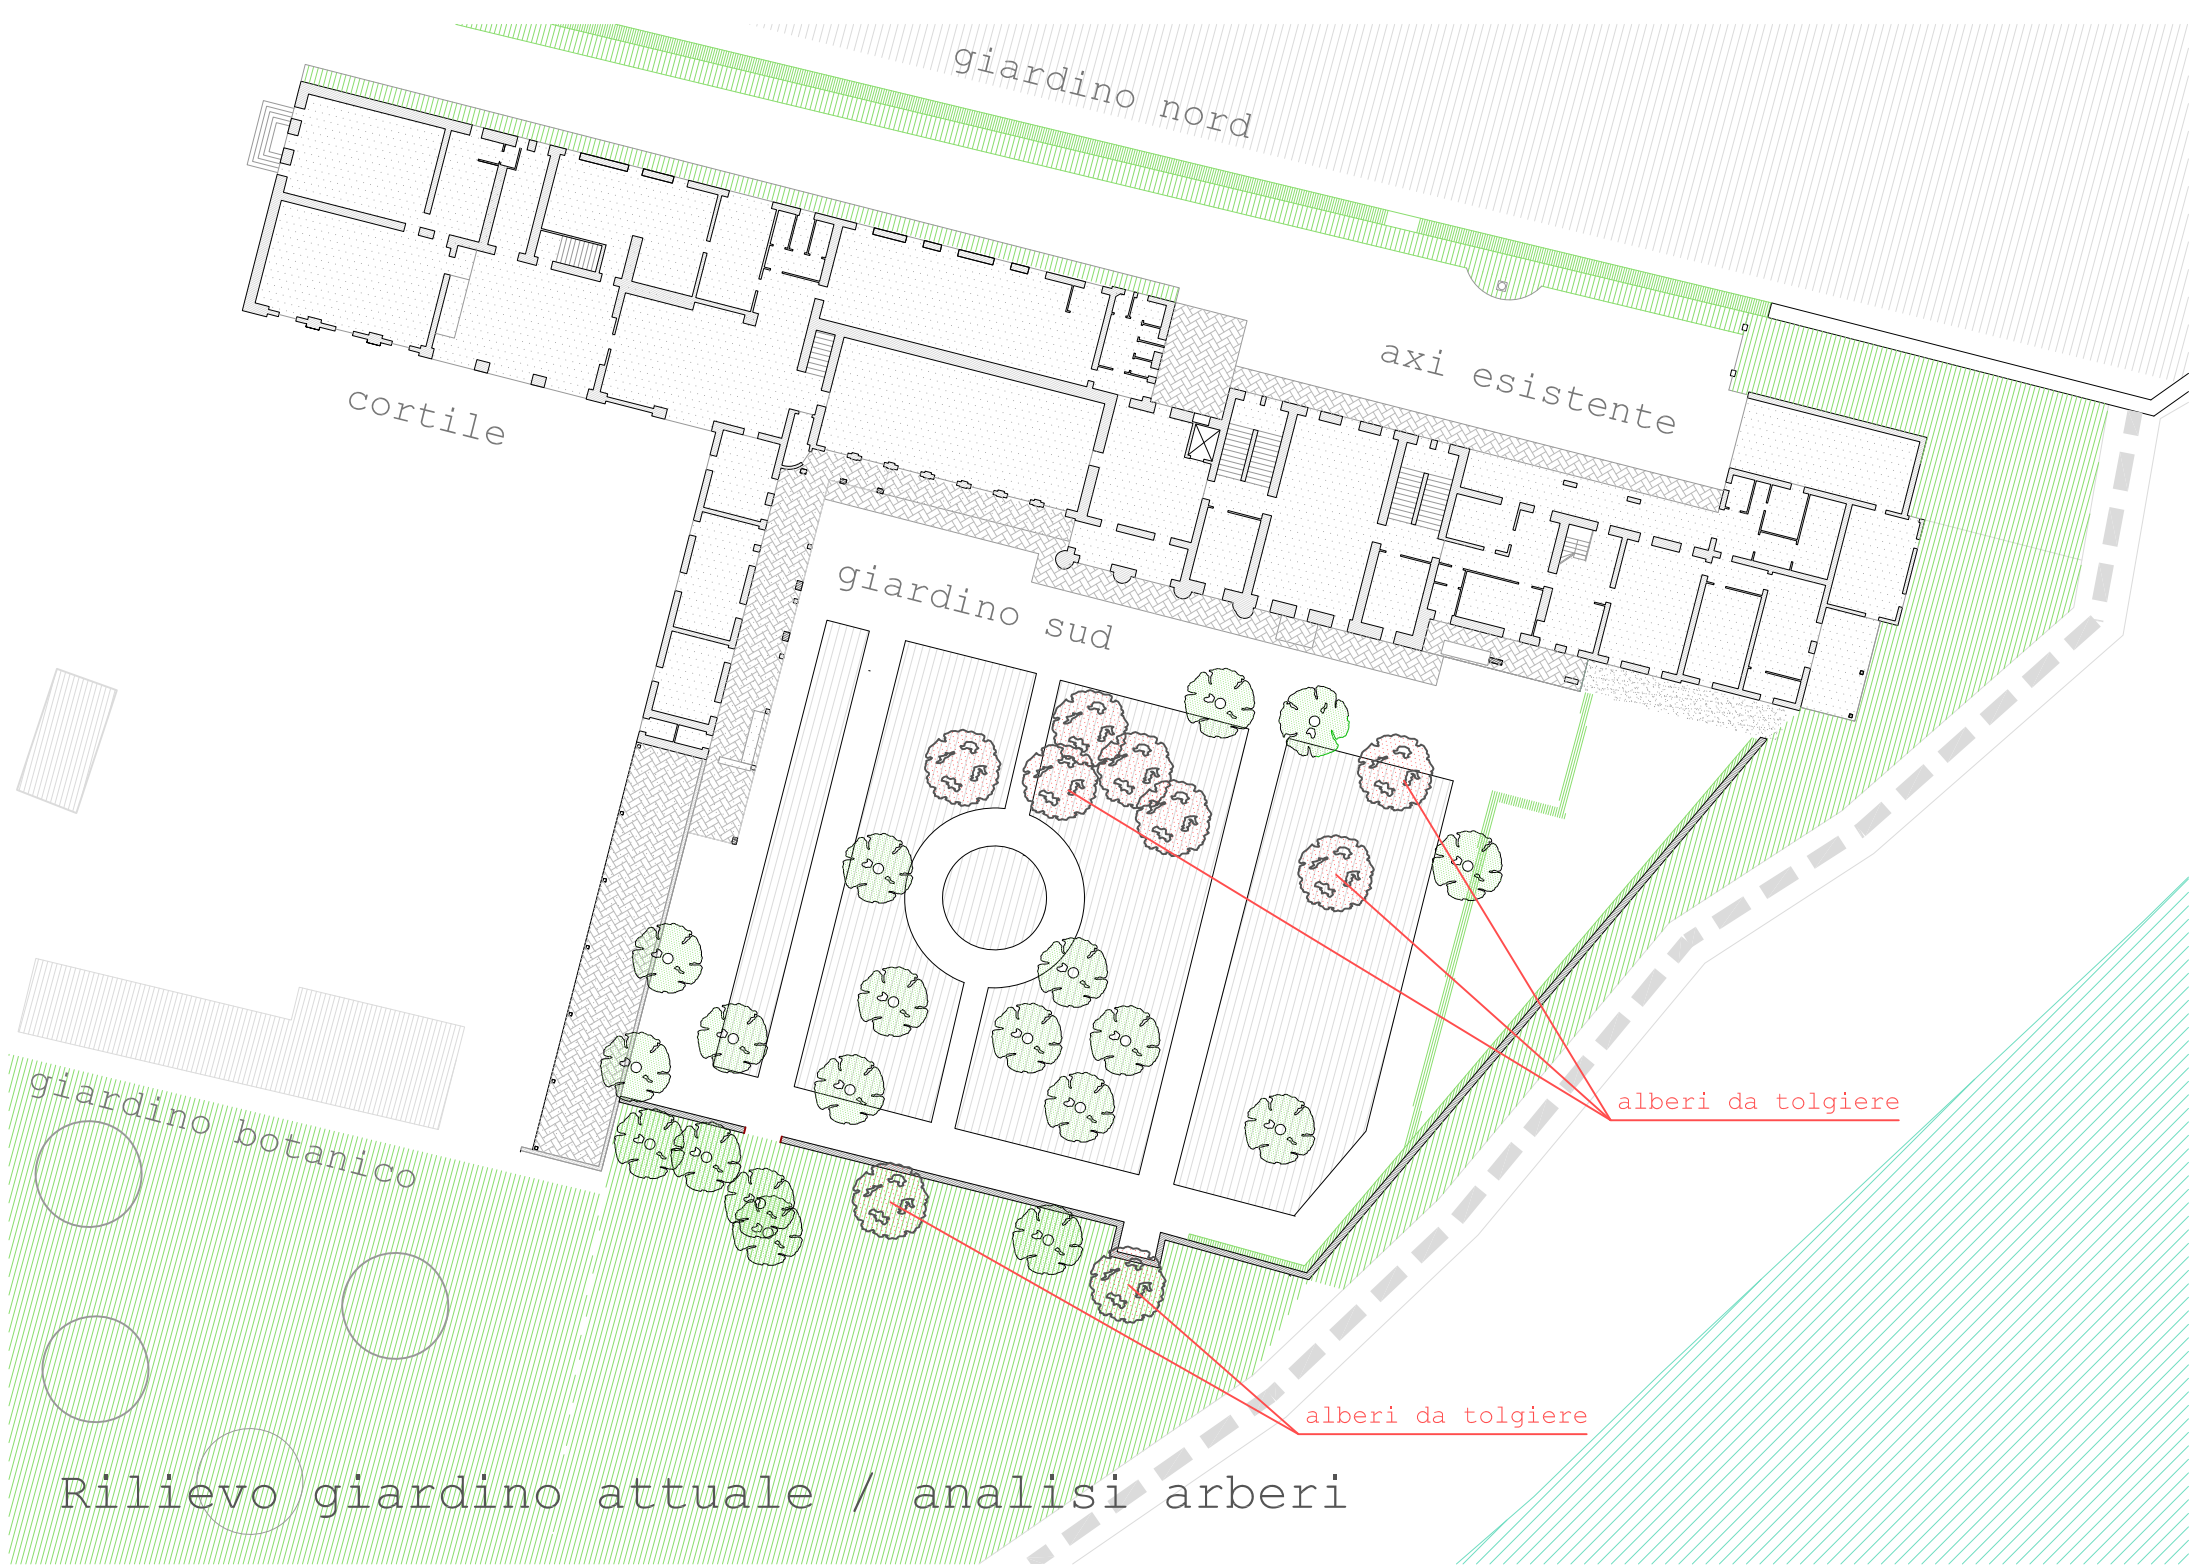 giardino nord
axi esistente
cortile
giardino sud
giardino botanico
alberi da tolgiere
alberi da tolgiere
Rilievo giardino attuale / analisi arberi